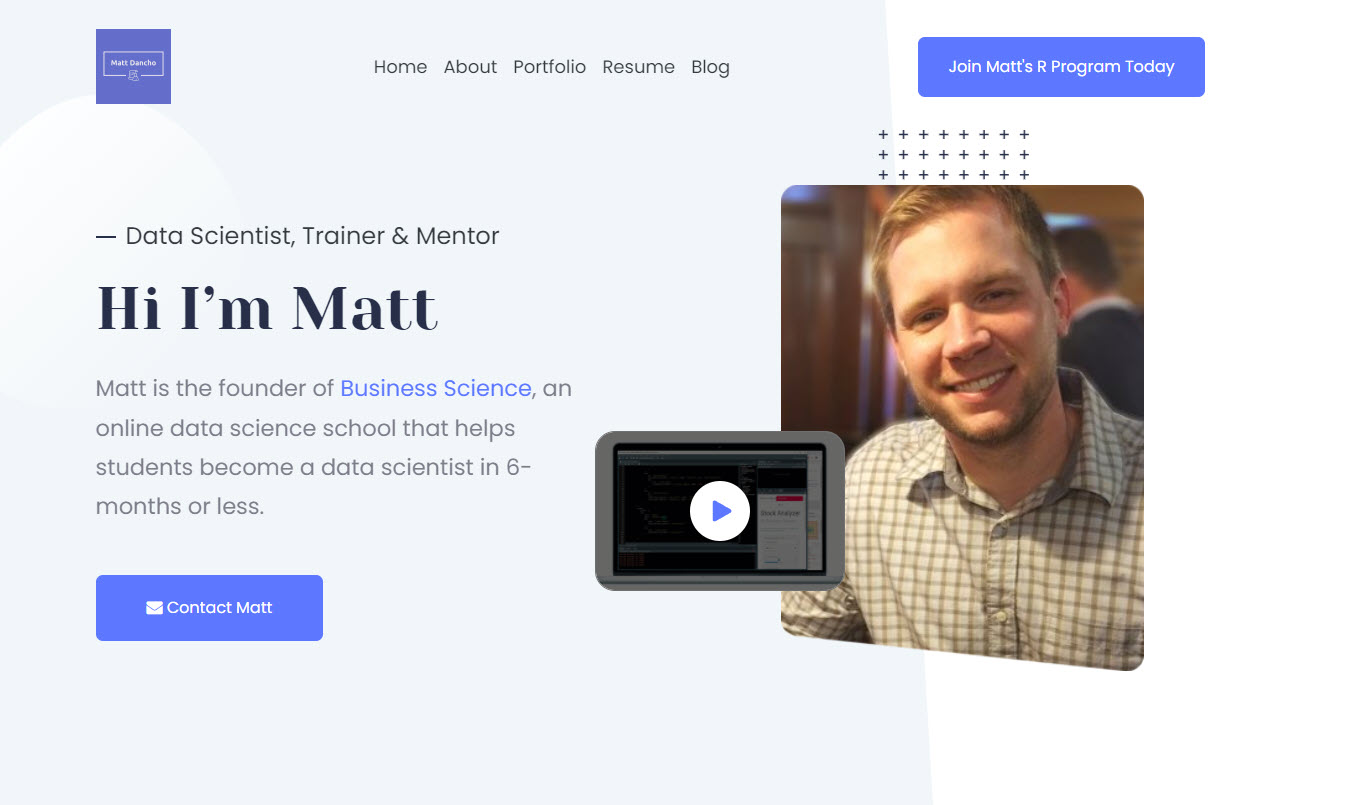 Matt Dancho
Home About Portfolio Resume Blog
Join Matt's R Program Today
— Data Scientist, Trainer & Mentor
Hi I’m Matt
Matt is the founder of Business Science, an
online data science school that helps
students become a data scientist in 6-
months or less.
Stock Analyzer
Contact Matt